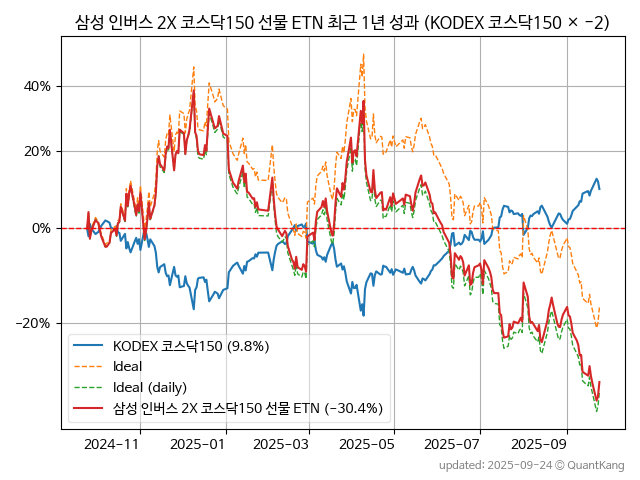 삼성 인버스 2X 코스닥150 선물 ETN 최근 1년 성과 (KODEX 코스닥150 × −2)
40%
20%
0%
−20%
KODEX 코스닥150 (9.8%)
Ideal
Ideal (daily)
삼성 인버스 2X 코스닥150 선물 ETN (−30.4%)
2024-11 2025-01 2025-03 2025-05 2025-07 2025-09
updated: 2025-09-24 © QuantKang